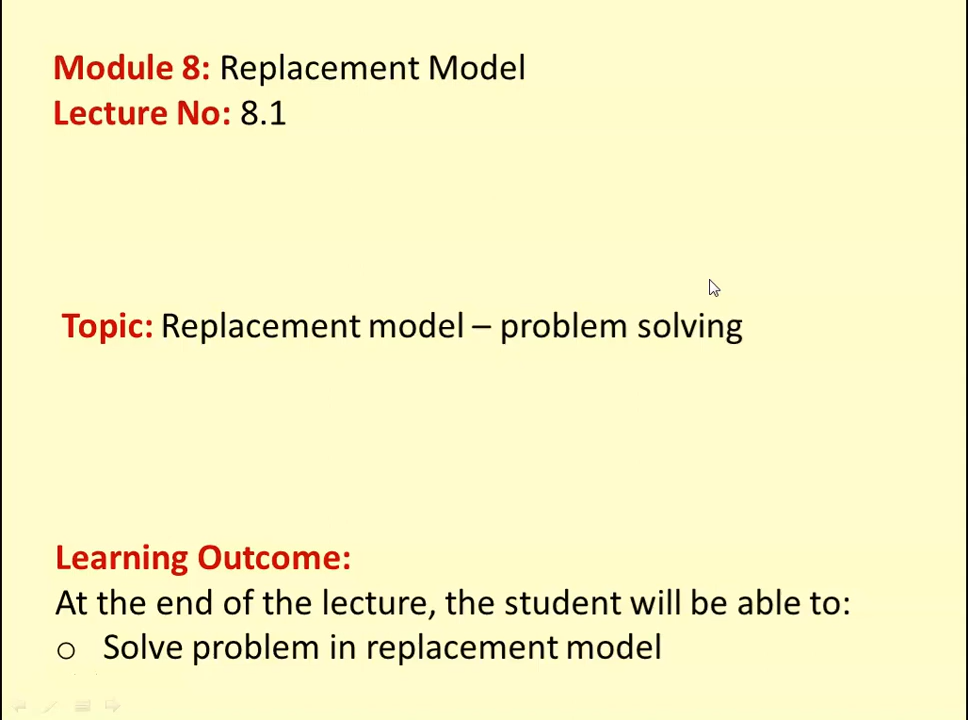 Module 8: Replacement Model
Lecture No: 8.1
Topic: Replacement model – problem solving
Learning Outcome:
At the end of the lecture, the student will be able to:
o Solve problem in replacement model